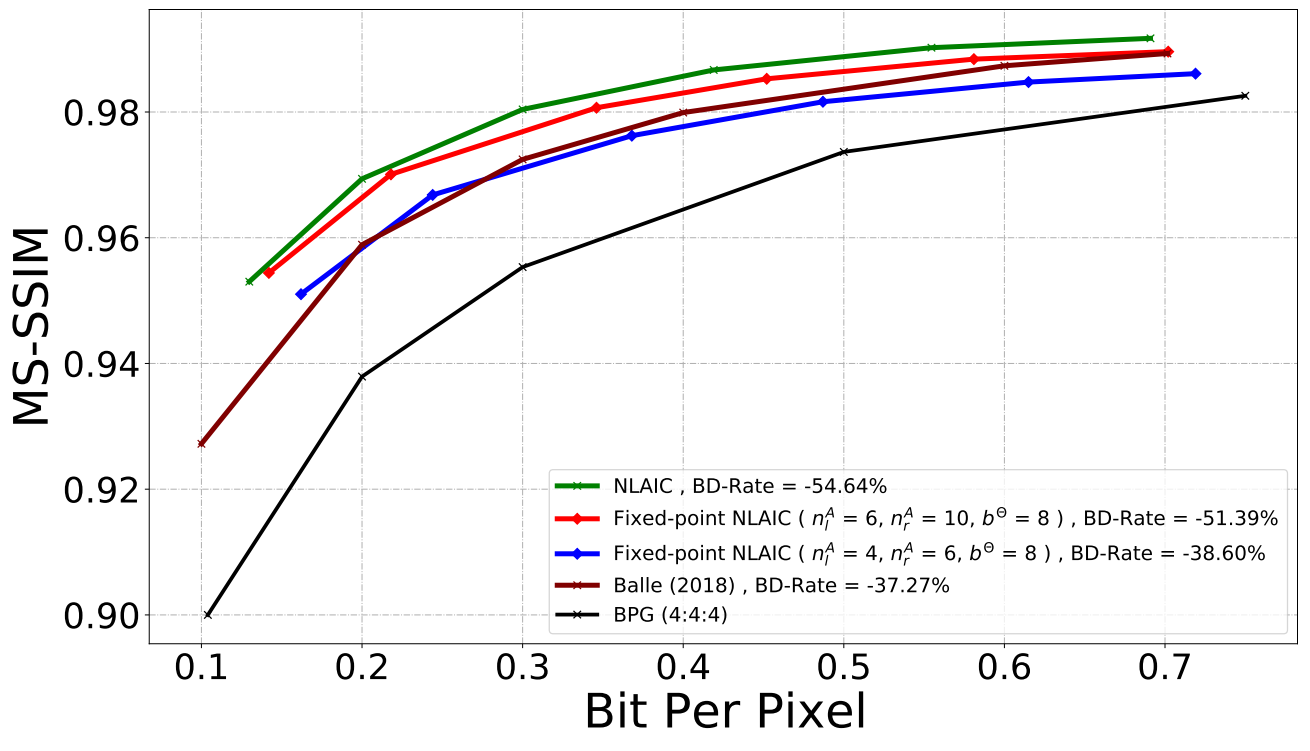 MS-SSIM
0.98
0.96
0.94
0.92
0.90
NLAIC , BD-Rate = -54.64%
Fixed-point NLAIC ( $n_l^A$ = 6, $n_r^A$ = 10, $b^Θ$ = 8 ) , BD-Rate = -51.39%
Fixed-point NLAIC ( $n_l^A$ = 4, $n_r^A$ = 6, $b^Θ$ = 8 ) , BD-Rate = -38.60%
Balle (2018) , BD-Rate = -37.27%
BPG (4:4:4)
0.1 0.2 0.3 0.4 0.5 0.6 0.7
Bit Per Pixel